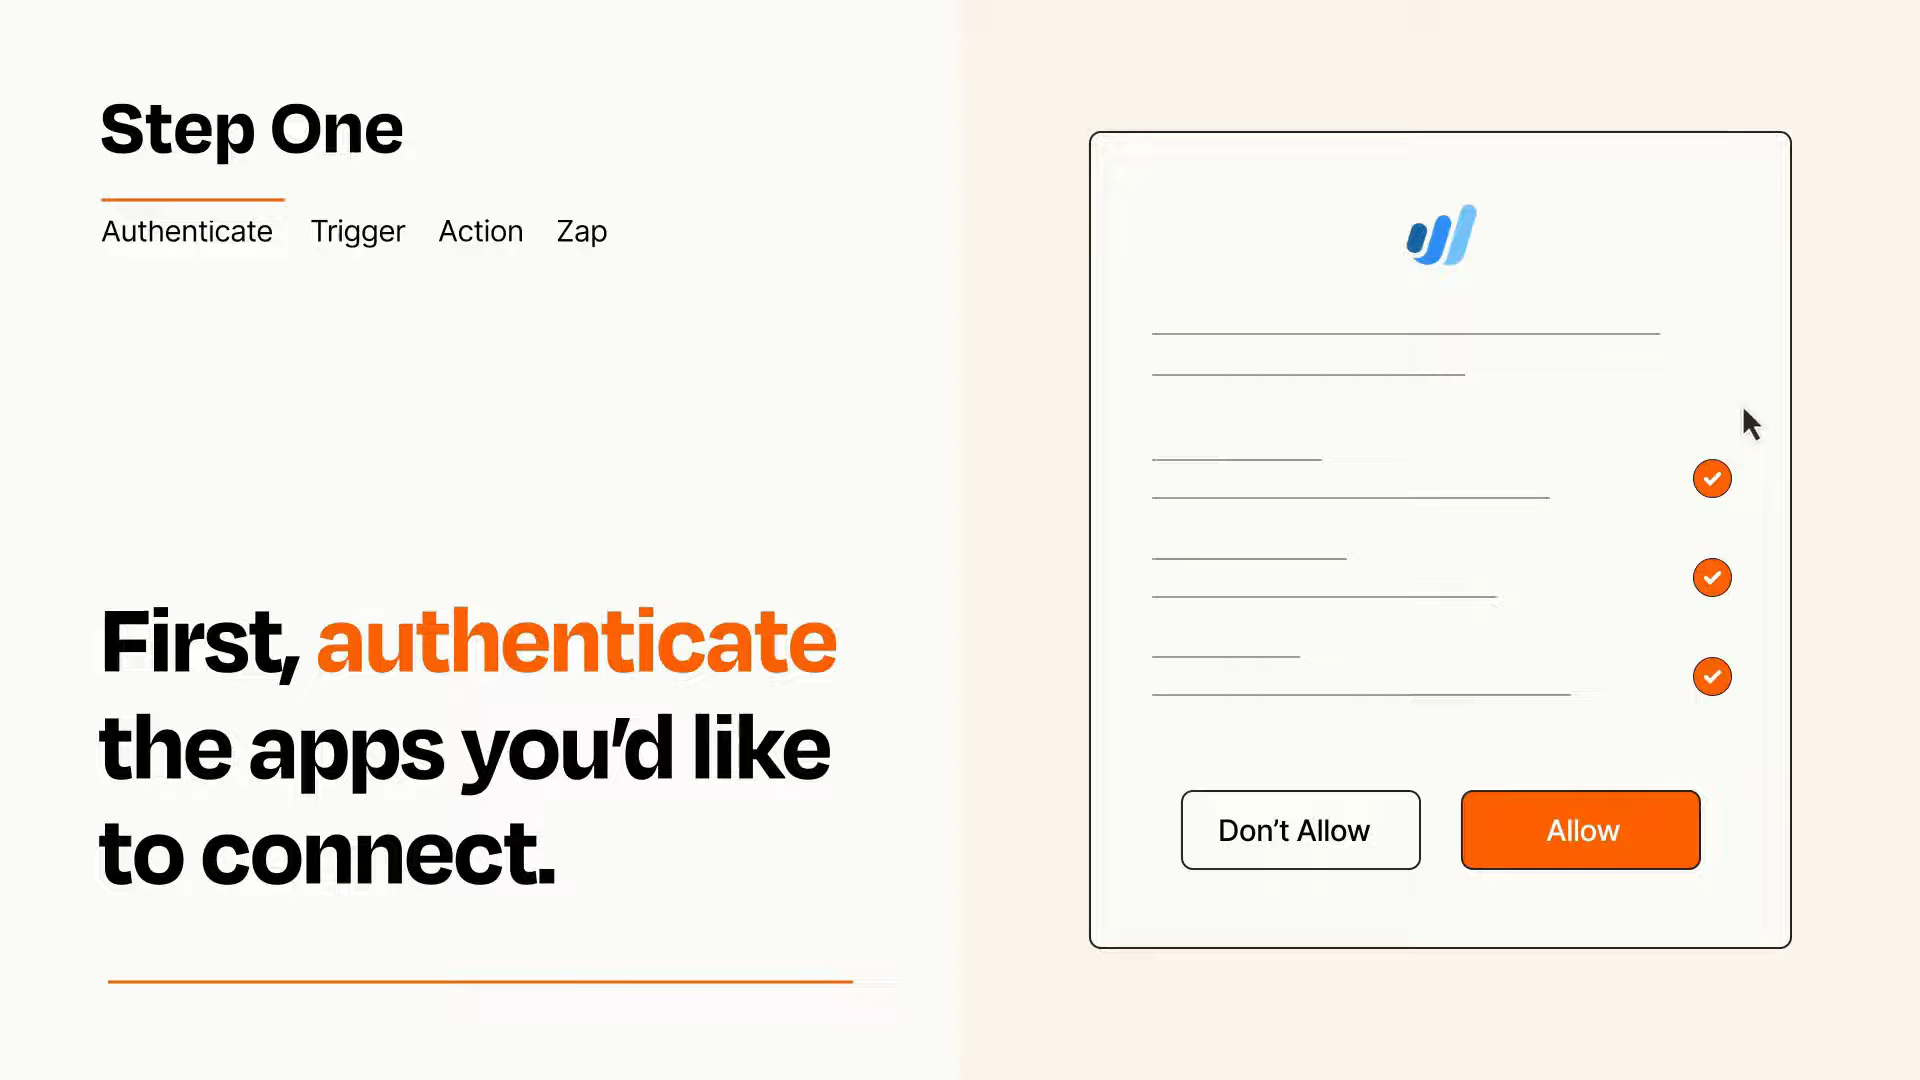 Step One
Authenticate Trigger Action Zap
First, authenticate
the apps you’d like
to connect.
Don’t Allow
Allow